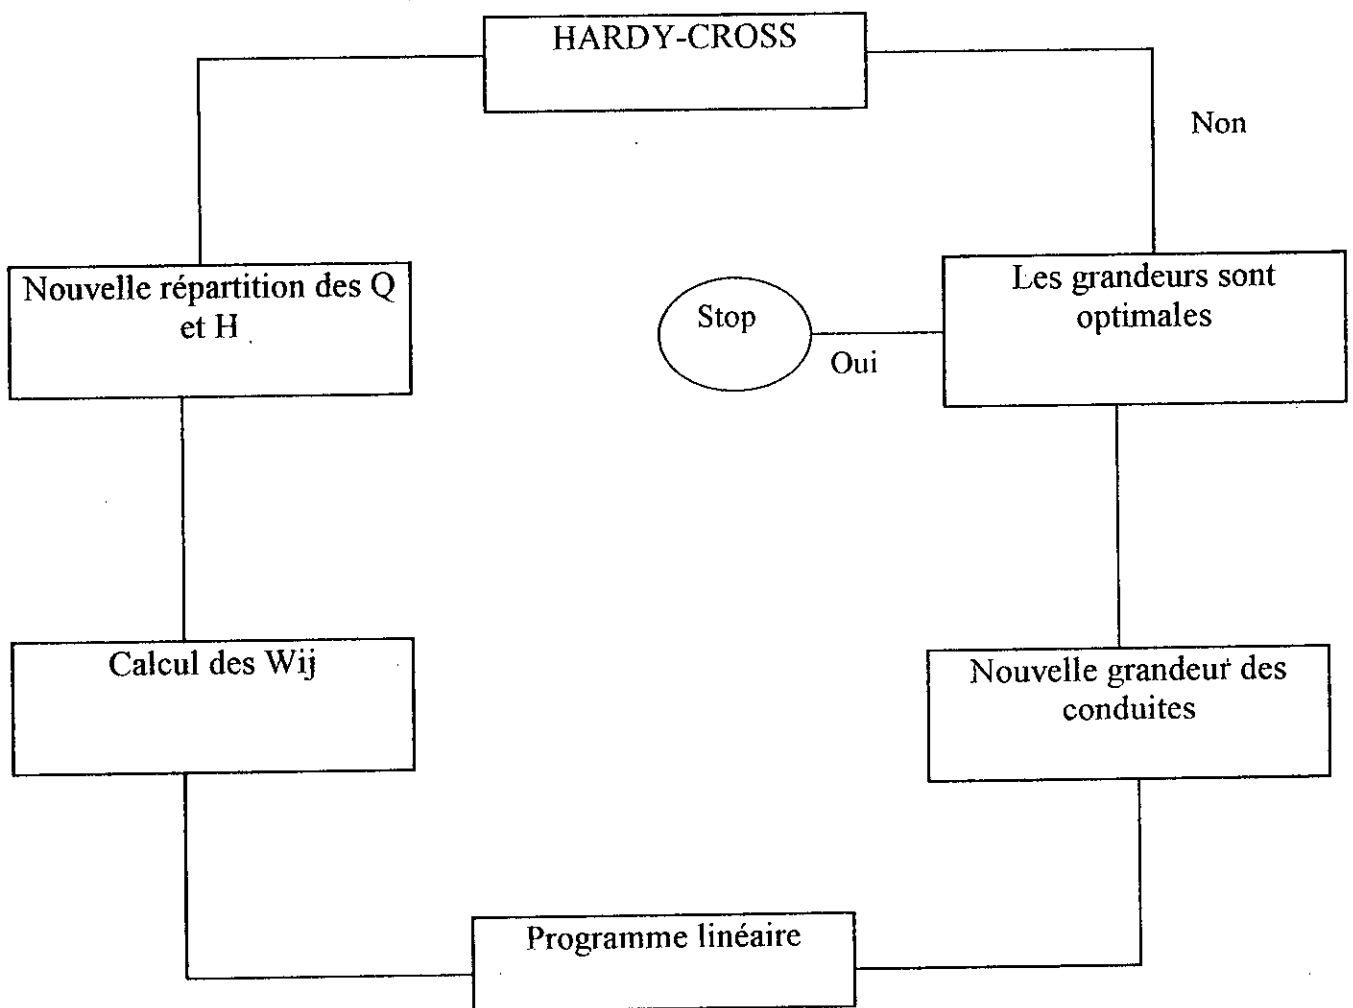 HARDY-CROSS
Non
Nouvelle répartition des Q
et H
Stop
Oui
Les grandeurs sont
optimales
Calcul des Wij
Nouvelle grandeur des
conduites
Programme linéaire